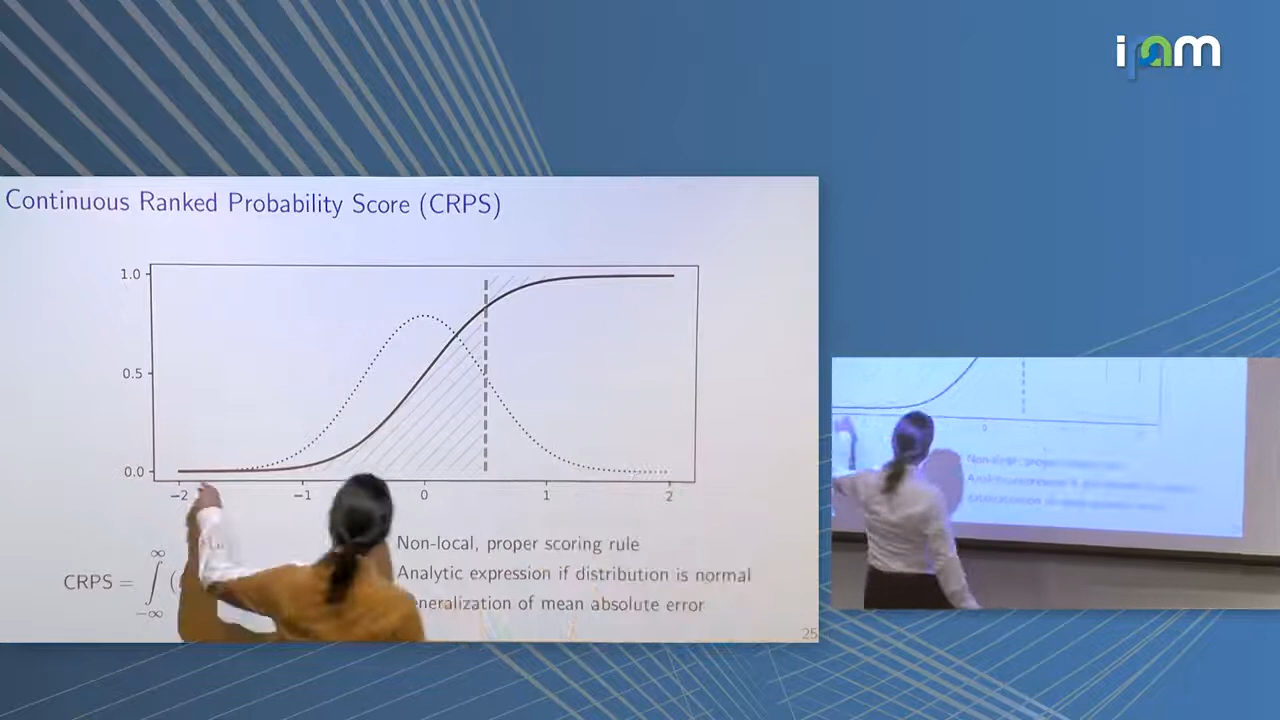 ipam
Continuous Ranked Probability Score (CRPS)
1.0
0.5
0.0
−2 −1 0 1 2
Non-local, proper scoring rule
CRPS = ∫ ∞ −∞ (
Analytic expression if distribution is normal
of mean absolute error
25
0